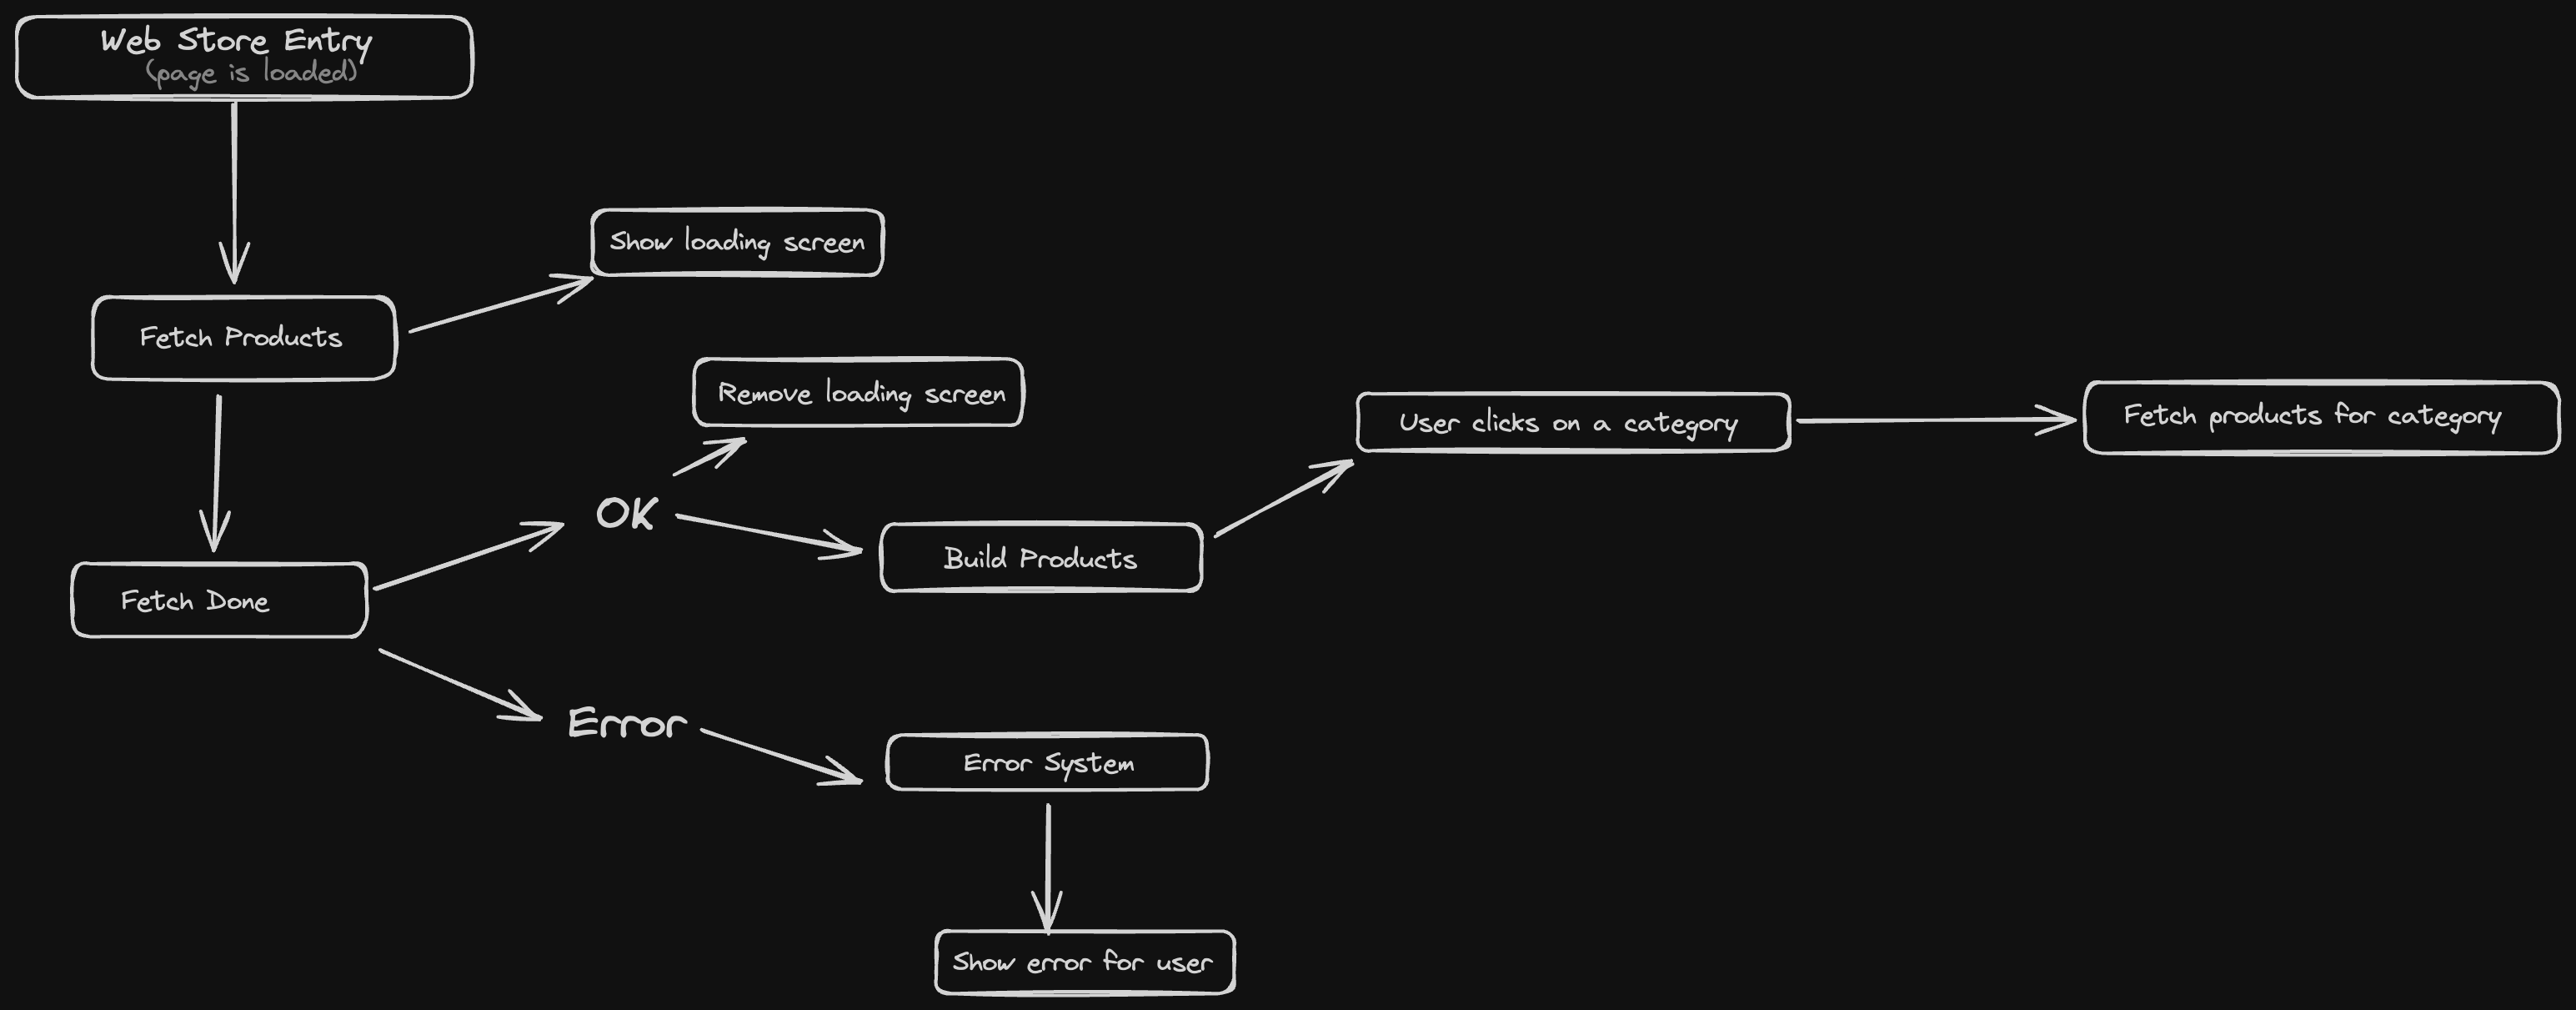 Web Store Entry
(page is loaded)
Show loading screen
Fetch Products
Remove loading screen
User clicks on a category
Fetch products for category
OK
Build Products
Fetch Done
Error
Error System
Show error for user